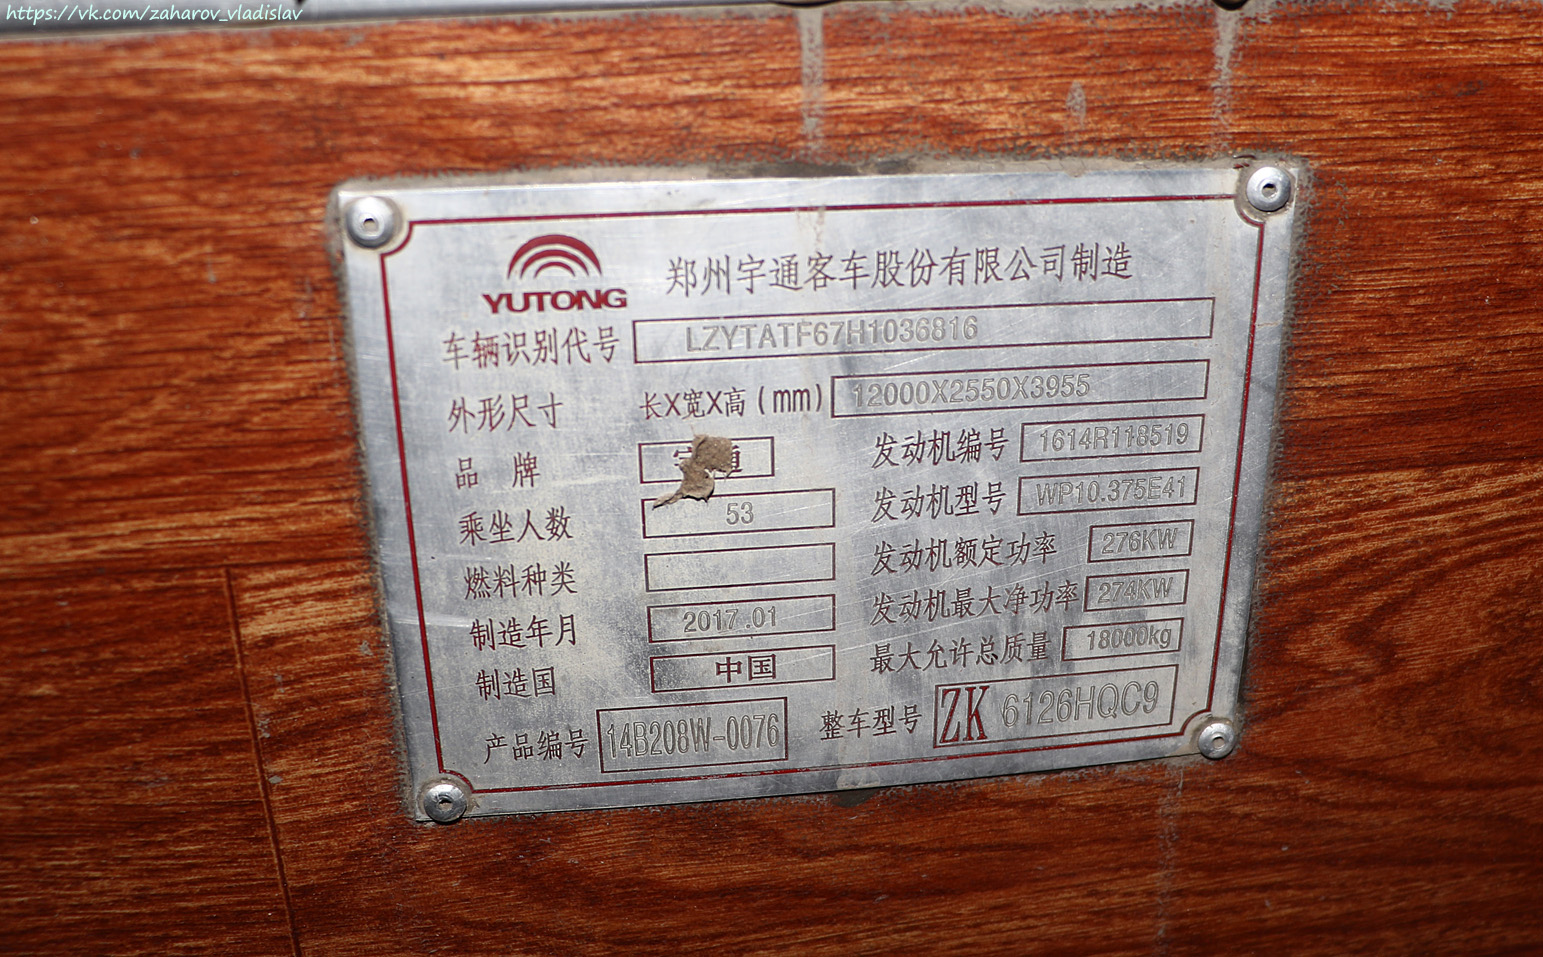 https://vk.com/zaharov_vladislav
YUTONG
郑州宇通客车股份有限公司制造
车辆识别代号 LZYTATF67H1036816
外形尺寸 长X宽X高(mm) 12000X2550X3955
品 牌 发动机编号 1614R118519
乘坐人数 53 发动机型号 WP10.375E41
燃料种类 发动机额定功率 276KW
制造年月 2017.01 发动机最大净功率 274KW
制造国 中国 最大允许总质量 18000kg
产品编号 14B208W-0076 整车型号 ZK 6126HQC9